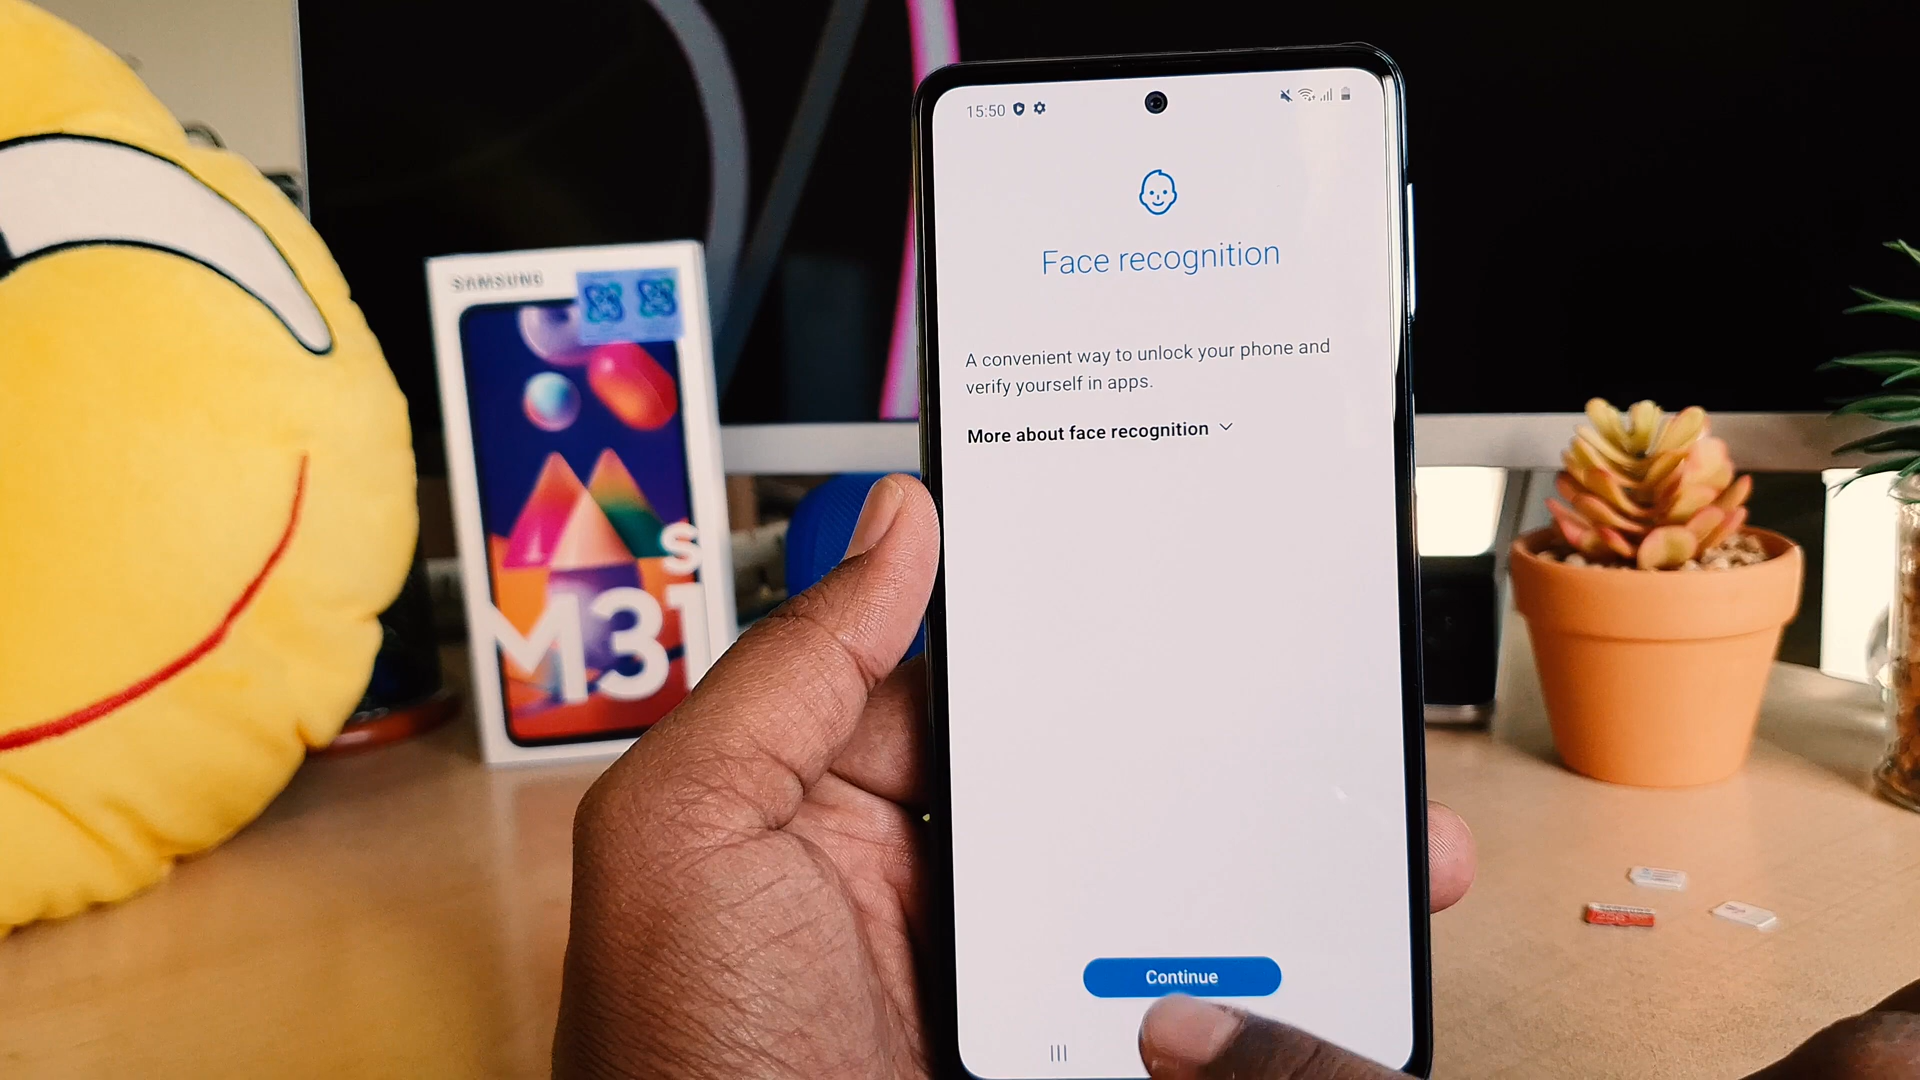 SAMSUNG
s
M31
15:50
Face recognition
A convenient way to unlock your phone and
verify yourself in apps.
More about face recognition
Continue